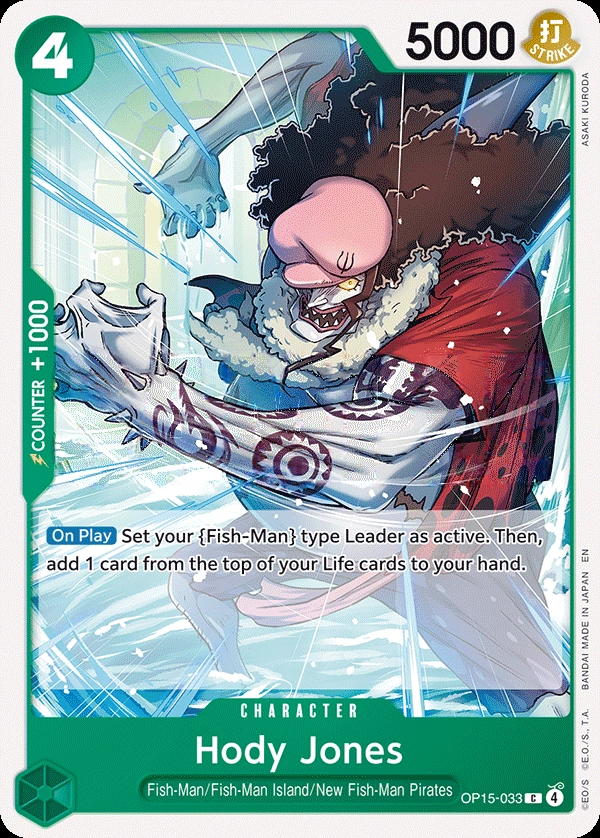 4
5000
打
STRIKE
ASAKI KURODA
COUNTER +1000
On Play Set your {Fish-Man} type Leader as active. Then,
add 1 card from the top of your Life cards to your hand.
BANDAI MADE IN JAPAN EN
©EO/S ©E.O./S., T.A.
CHARACTER
Hody Jones
Fish-Man/Fish-Man Island/New Fish-Man Pirates
OP15-033 C 4